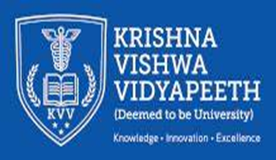 KVV
KRISHNA
VISHWA
VIDYAPEETH
(Deemed to be University)
Knowledge • Innovation • Excellence